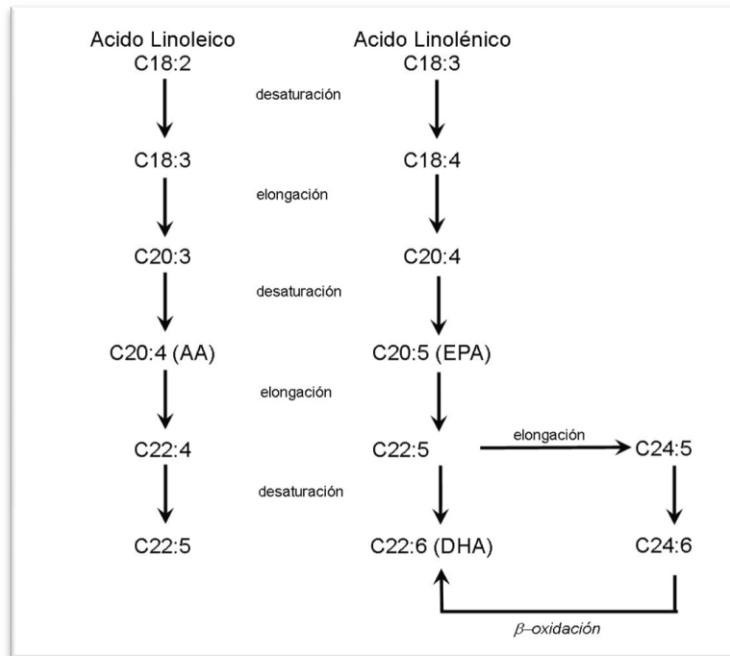 Acido Linoleico Acido Linolénico
C18:2 C18:3
desaturación
C18:3 C18:4
elongación
C20:3 C20:4
desaturación
C20:4 (AA) C20:5 (EPA)
elongación
elongación
C22:4 C22:5 C24:5
desaturación
C22:5 C22:6 (DHA) C24:6
β–oxidación